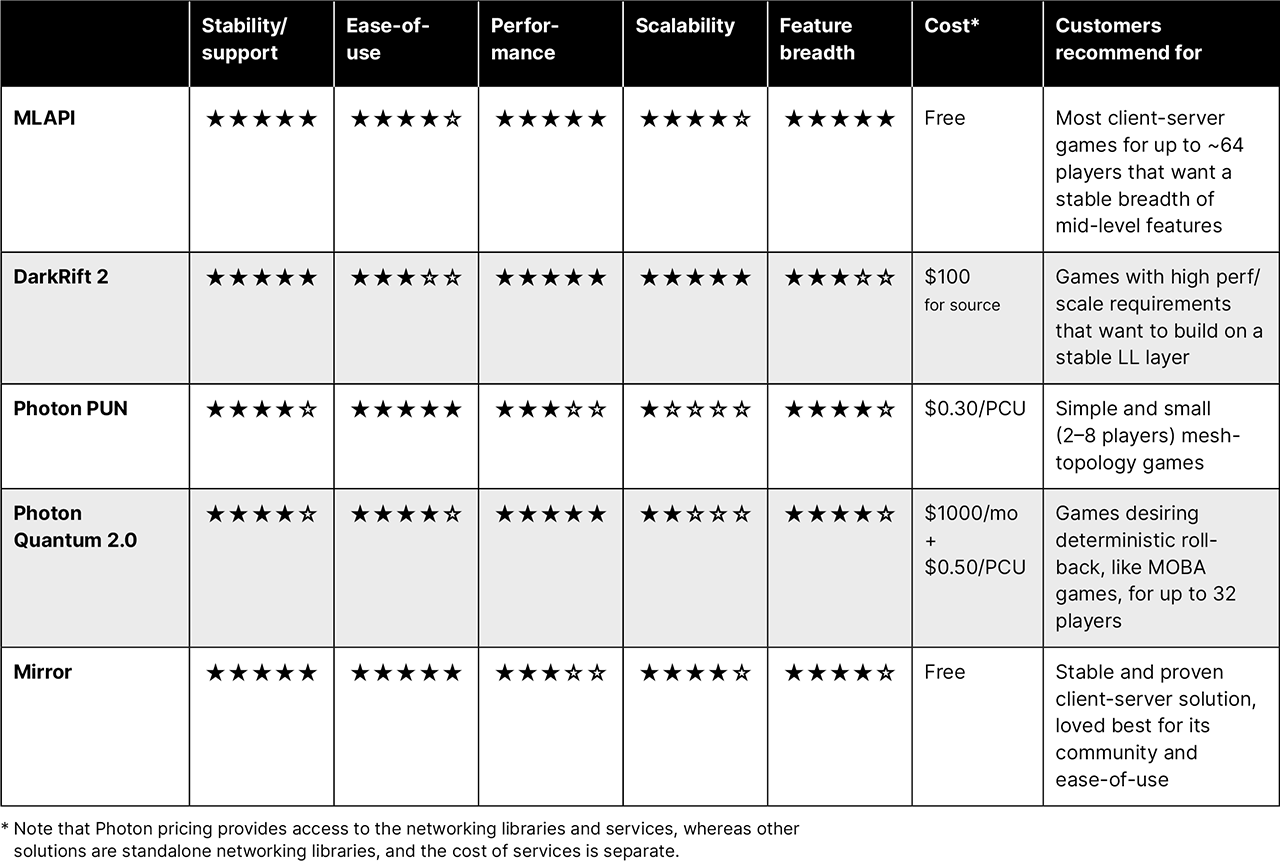 Stability/
support
Ease-of-
use
Perfor-
mance
Scalability
Feature
breadth
Cost*
Customers
recommend for
MLAPI
★★★★★
★★★★☆
★★★★★
★★★★☆
★★★★★
Free
Most client-server
games for up to ~64
players that want a
stable breadth of
mid-level features
DarkRift 2
★★★★★
★★★☆☆
★★★★★
★★★★★
★★★☆☆
$100
for source
Games with high perf/
scale requirements
that want to build on a
stable LL layer
Photon PUN
★★★★☆
★★★★★
★★★☆☆
★☆☆☆☆
★★★★☆
$0.30/PCU
Simple and small
(2–8 players) mesh-
topology games
Photon
Quantum 2.0
★★★★☆
★★★★☆
★★★★★
★★☆☆☆
★★★★☆
$1000/mo
+
$0.50/PCU
Games desiring
deterministic roll-
back, like MOBA
games, for up to 32
players
Mirror
★★★★★
★★★★★
★★★☆☆
★★★★☆
★★★★☆
Free
Stable and proven
client-server solution,
loved best for its
community and
ease-of-use
* Note that Photon pricing provides access to the networking libraries and services, whereas other
solutions are standalone networking libraries, and the cost of services is separate.